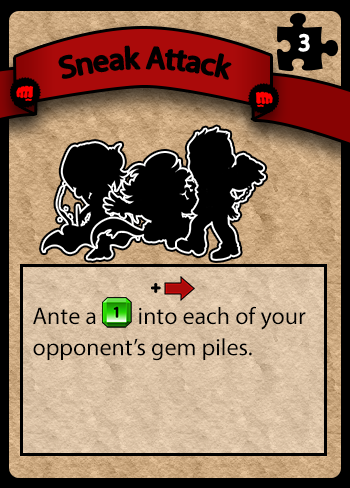 Sneak Attack
3
+
Ante a 1 into each of your
opponent's gem piles.